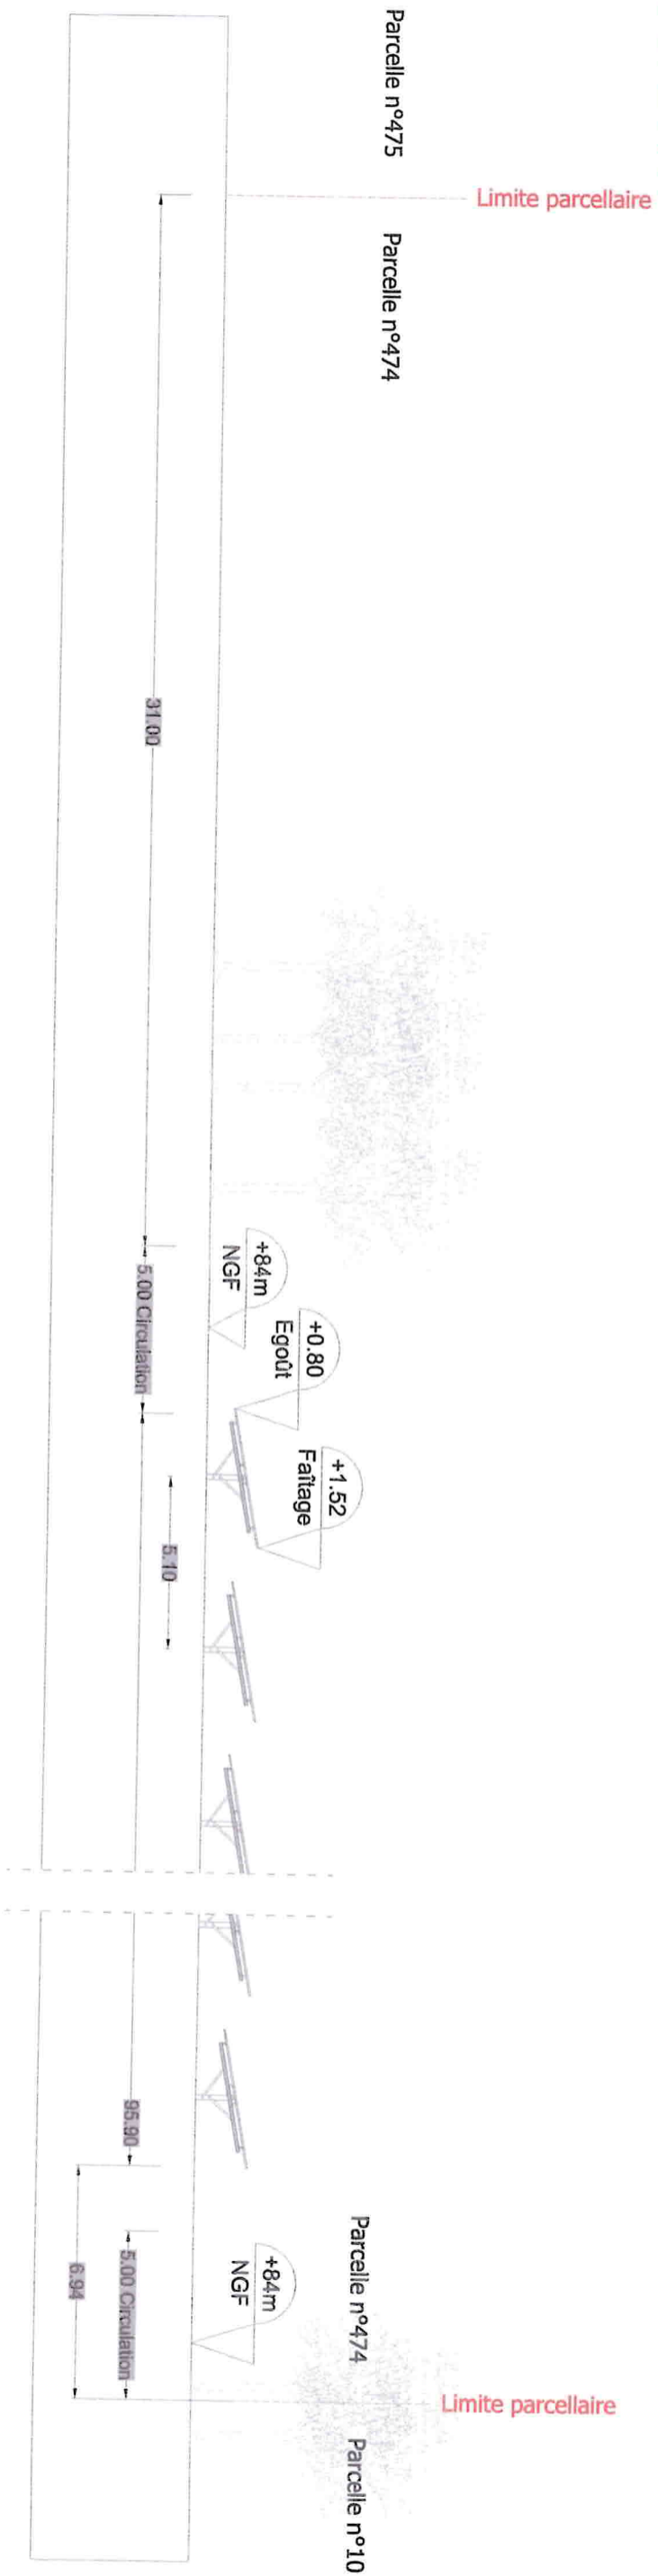 Parcelle n°475
Limite parcellaire
Parcelle n°474
31.00
+84m
NGF
5.00 Circulation
+0.80
Egoût
+1.52
Faîtage
5.10
95.90
6.94
5.00 Circulation
+84m
NGF
Parcelle n°474
Limite parcellaire
Parcelle n°10